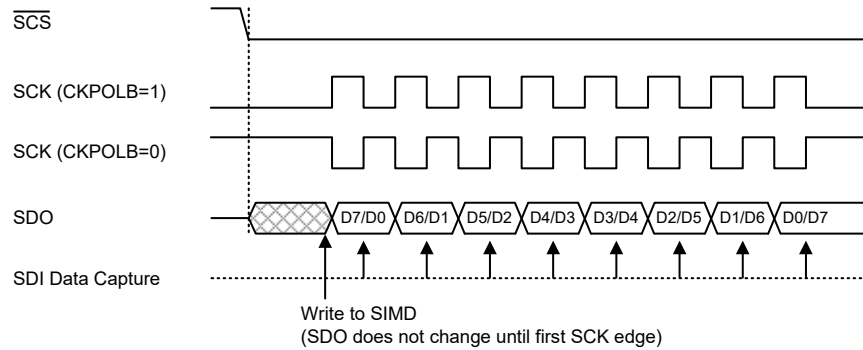 SCS
SCK (CKPOLB=1)
SCK (CKPOLB=0)
SDO
D7/D0 D6/D1 D5/D2 D4/D3 D3/D4 D2/D5 D1/D6 D0/D7
SDI Data Capture
Write to SIMD
(SDO does not change until first SCK edge)